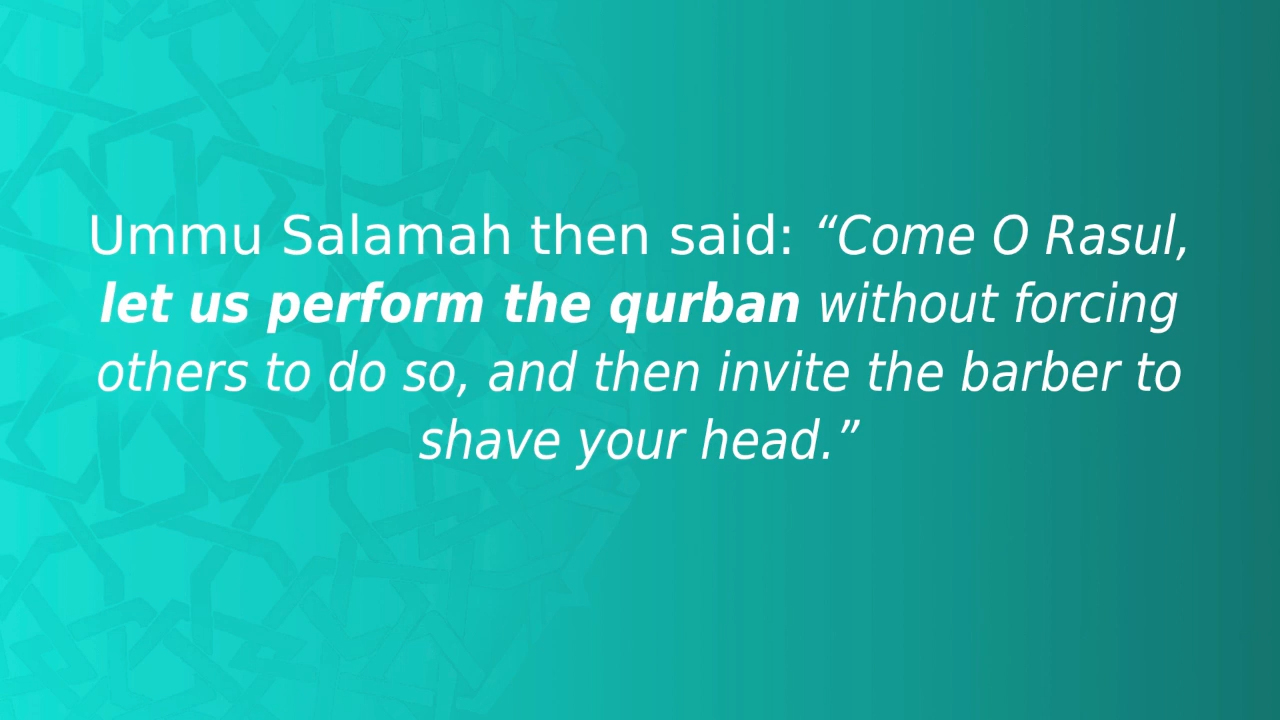 Ummu Salamah then said: “Come O Rasul,
let us perform the qurban without forcing
others to do so, and then invite the barber to
shave your head.”